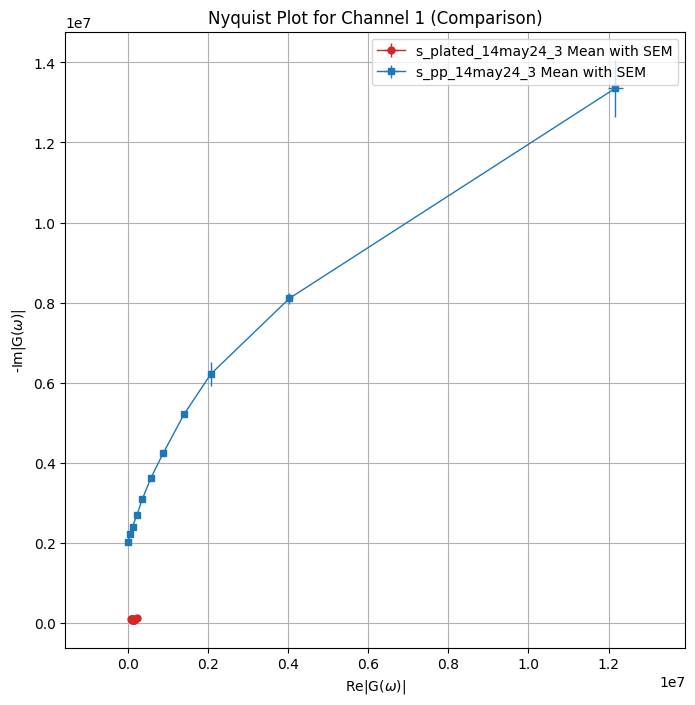 Nyquist Plot for Channel 1 (Comparison)
1e7
s_plated_14may24_3 Mean with SEM
s_pp_14may24_3 Mean with SEM
1.4
1.2
1.0
0.8
0.6
0.4
0.2
0.0
-Im|G(ω)|
0.0 0.2 0.4 0.6 0.8 1.0 1.2
1e7
Re|G(ω)|